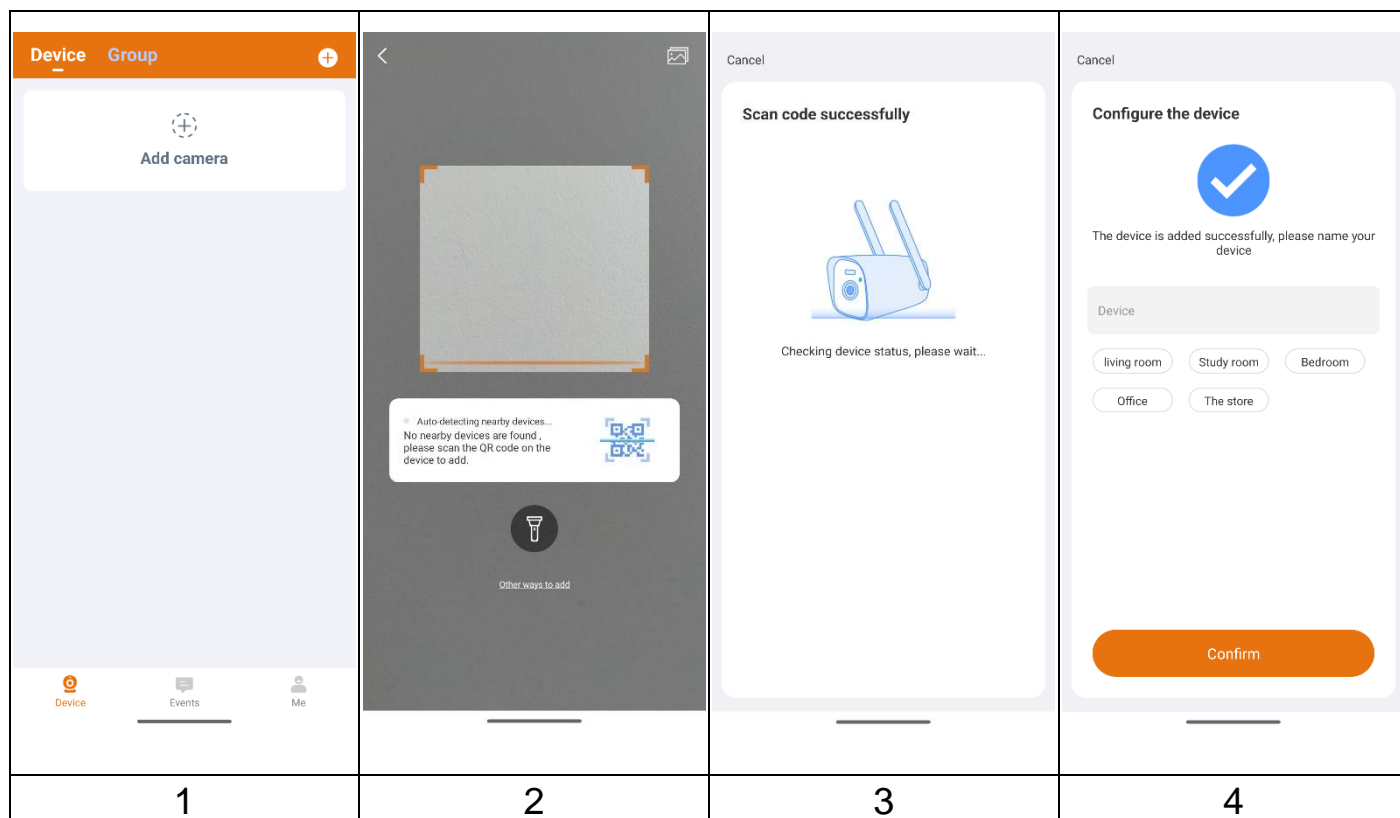 Device Group
Add camera
Device Events Me
Auto-detecting nearby devices...
No nearby devices are found ,
please scan the QR code on the
device to add.
Other ways to add
Cancel
Scan code successfully
Checking device status, please wait...
Cancel
Configure the device
The device is added successfully, please name your
device
Device
living room Study room Bedroom
Office The store
Confirm
1 2 3 4